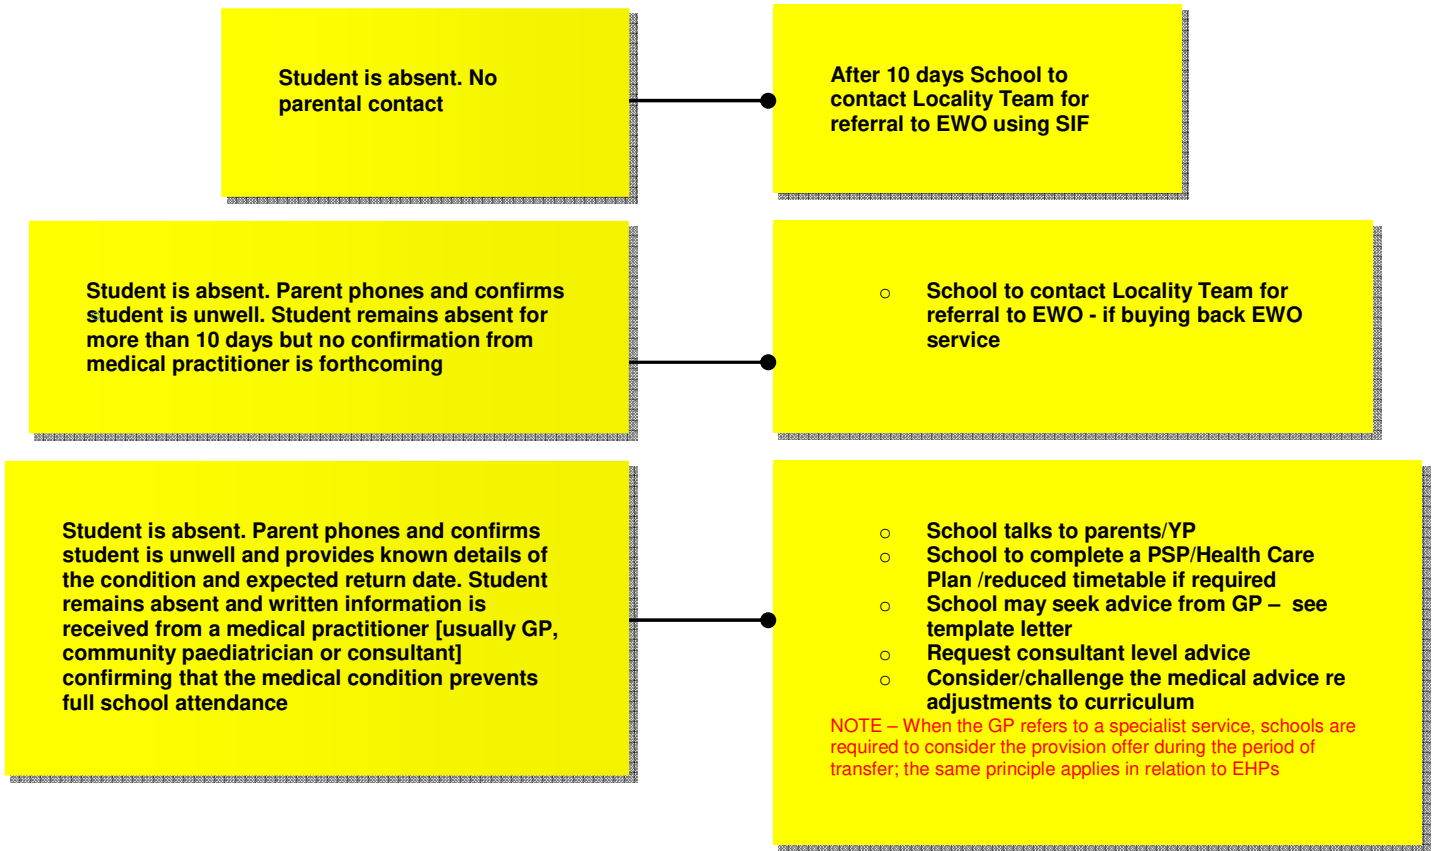 Student is absent. No
parental contact
After 10 days School to
contact Locality Team for
referral to EWO using SIF
Student is absent. Parent phones and confirms
student is unwell. Student remains absent for
more than 10 days but no confirmation from
medical practitioner is forthcoming
o School to contact Locality Team for
referral to EWO - if buying back EWO
service
Student is absent. Parent phones and confirms
student is unwell and provides known details of
the condition and expected return date. Student
remains absent and written information is
received from a medical practitioner [usually GP,
community paediatrician or consultant]
confirming that the medical condition prevents
full school attendance
o School talks to parents/YP
o School to complete a PSP/Health Care
Plan /reduced timetable if required
o School may seek advice from GP – see
template letter
o Request consultant level advice
o Consider/challenge the medical advice re
adjustments to curriculum
NOTE – When the GP refers to a specialist service, schools are
required to consider the provision offer during the period of
transfer; the same principle applies in relation to EHPs